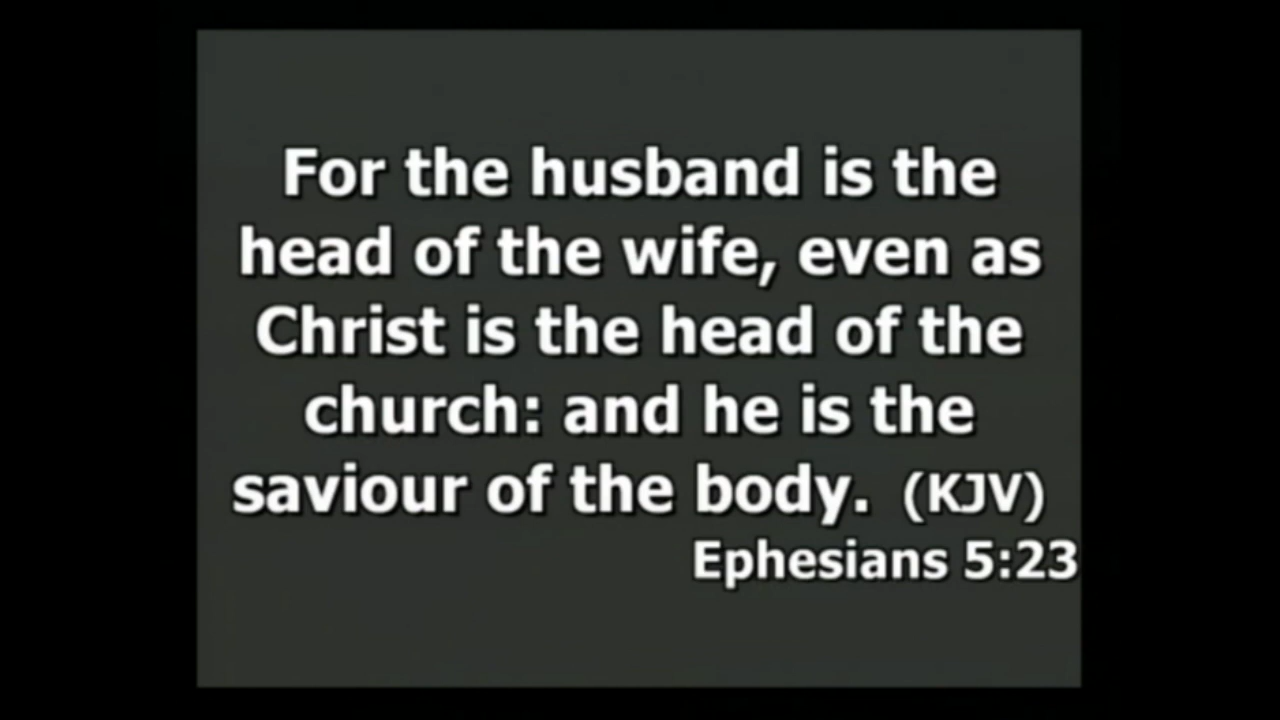 For the husband is the
head of the wife, even as
Christ is the head of the
church: and he is the
saviour of the body. (KJV)
Ephesians 5:23